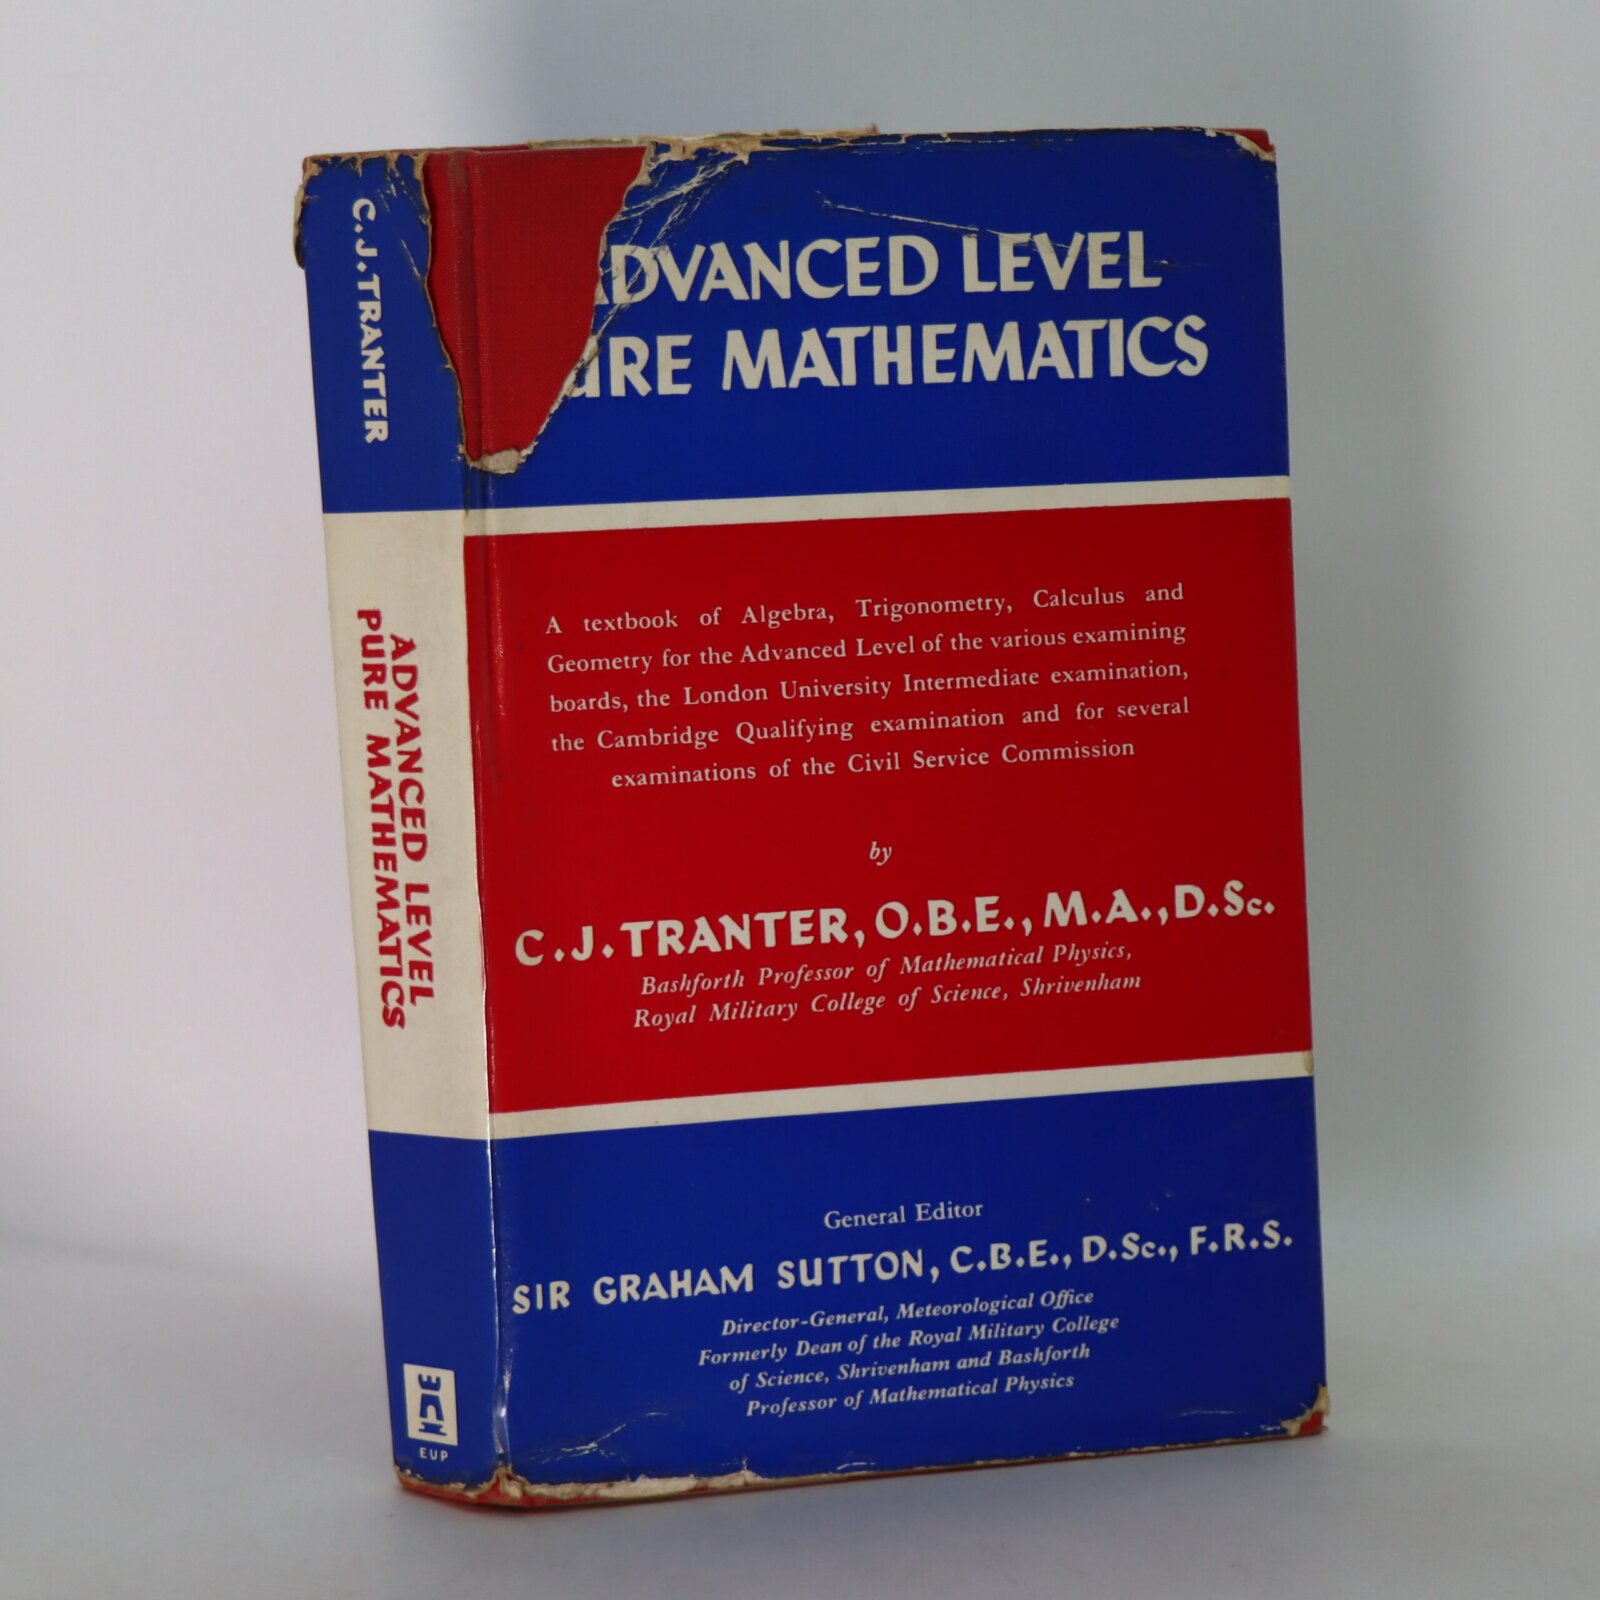 C.J. TRANTER
ADVANCED LEVEL
PURE MATHEMATICS
EUP
ADVANCED LEVEL
URE MATHEMATICS
A textbook of Algebra, Trigonometry, Calculus and
Geometry for the Advanced Level of the various examining
boards, the London University Intermediate examination,
the Cambridge Qualifying examination and for several
examinations of the Civil Service Commission
by
C.J. TRANTER, O.B.E., M.A., D.Sc.
Bashforth Professor of Mathematical Physics,
Royal Military College of Science, Shrivenham
General Editor
SIR GRAHAM SUTTON, C.B.E., D.Sc., F.R.S.
Director-General, Meteorological Office
Formerly Dean of the Royal Military College
of Science, Shrivenham and Bashforth
Professor of Mathematical Physics